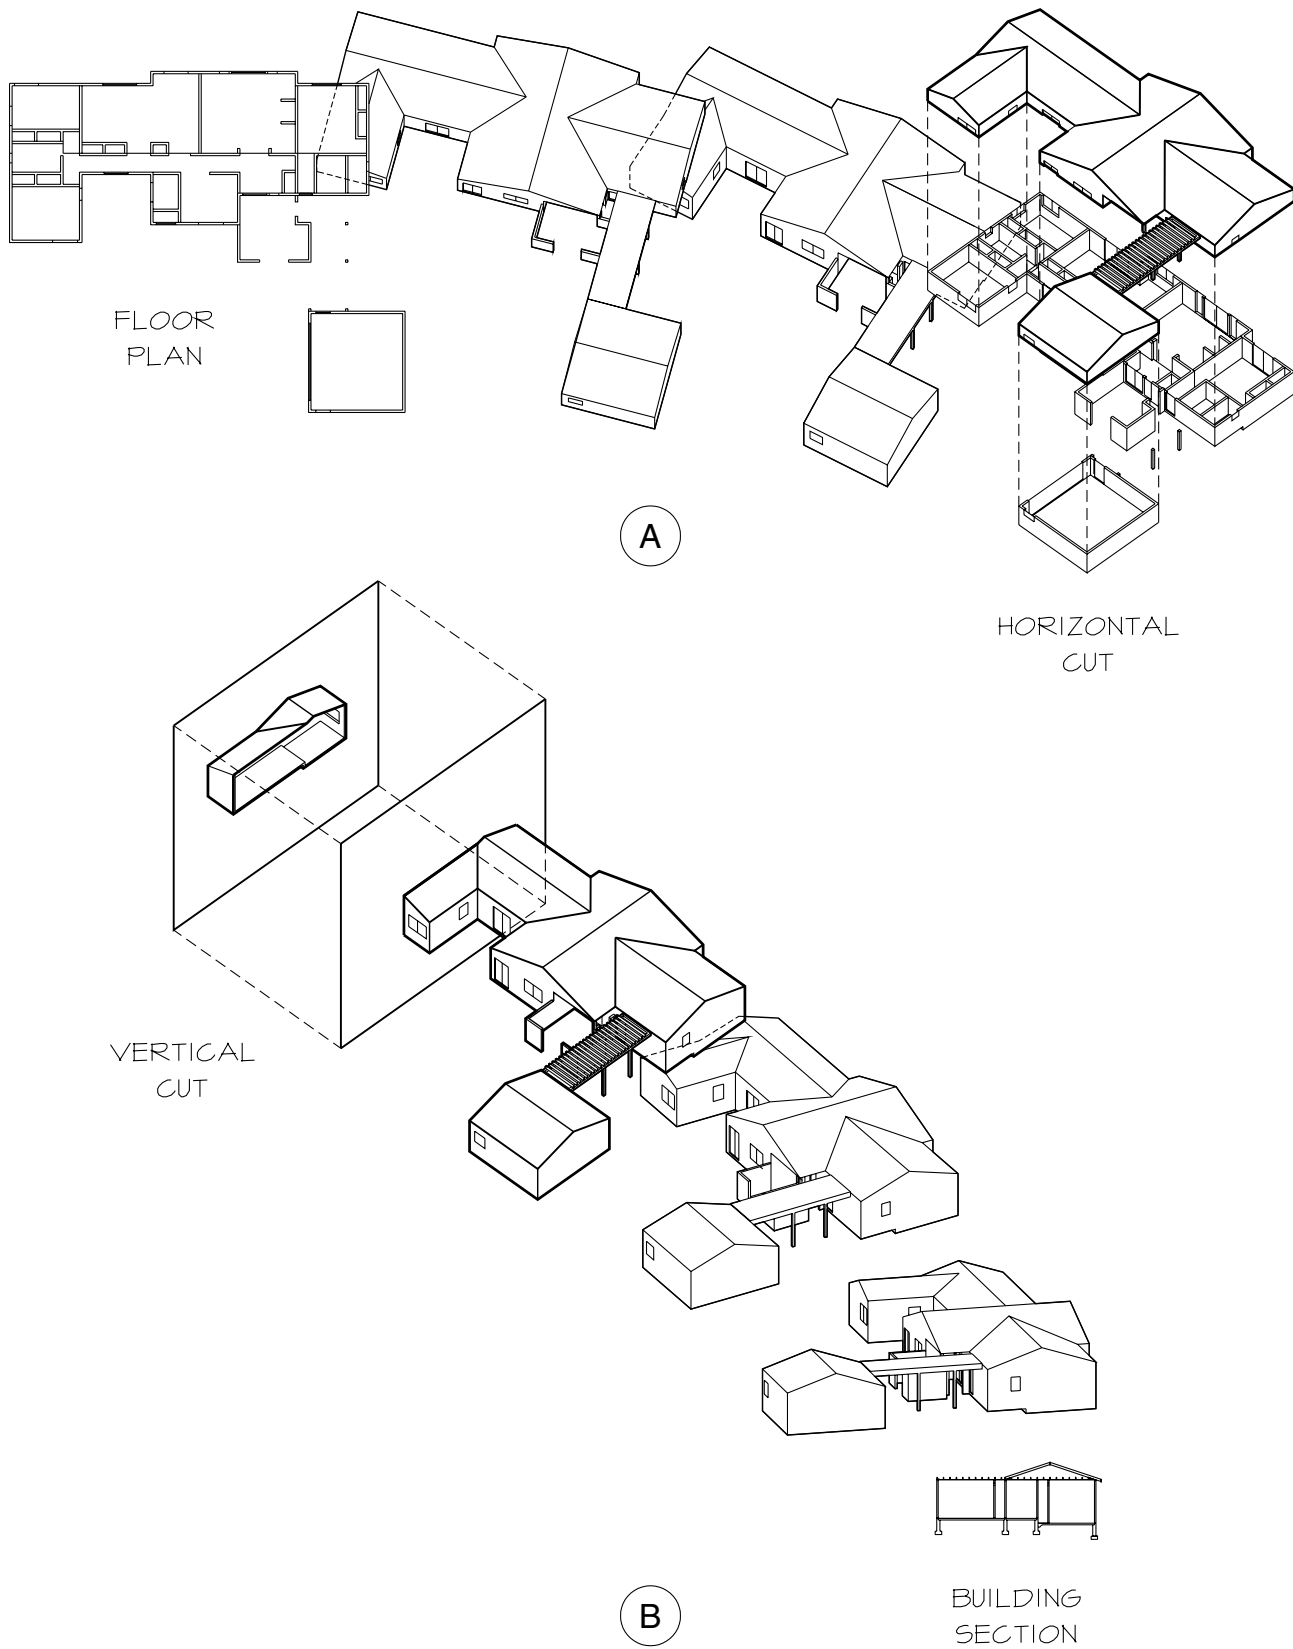 FLOOR
PLAN
A
HORIZONTAL
CUT
VERTICAL
CUT
BUILDING
SECTION
B